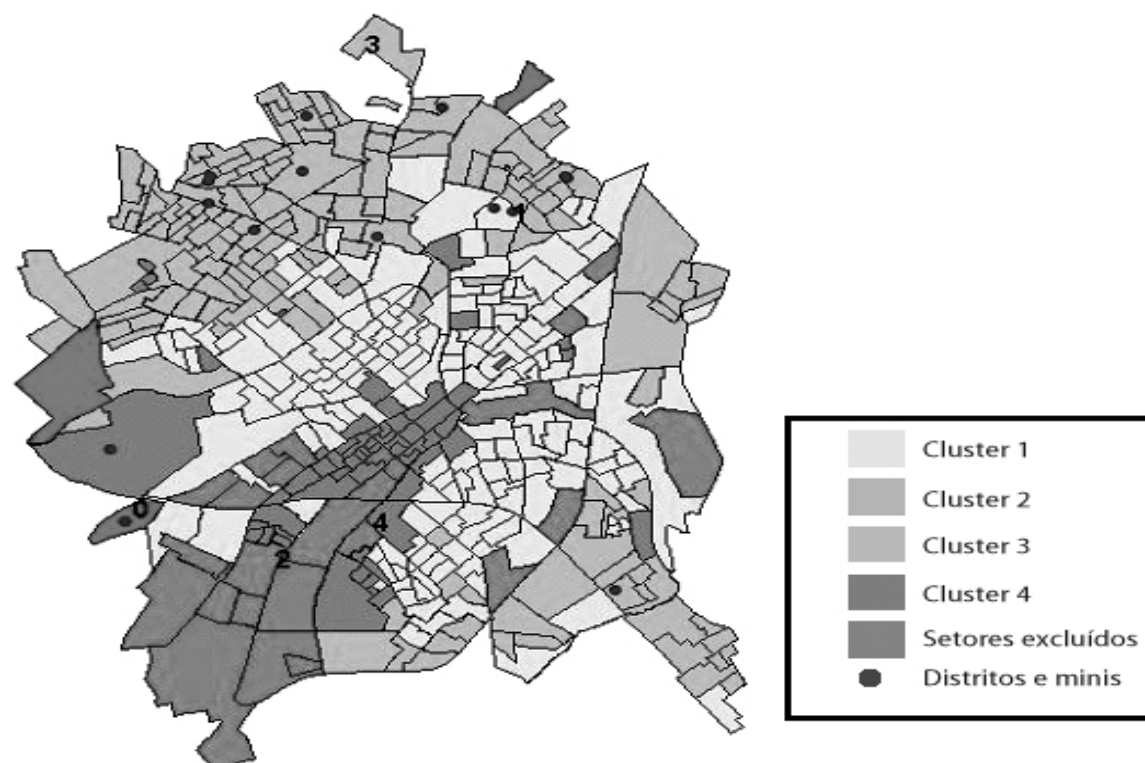 3
1
0
4
2
Cluster 1
Cluster 2
Cluster 3
Cluster 4
Setores excluídos
Distritos e minis